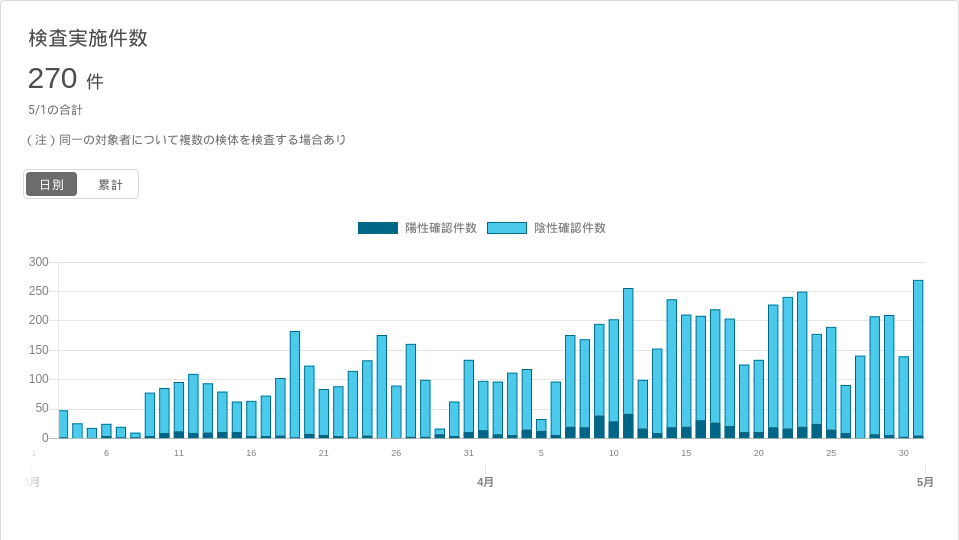 検査実施件数
270 件
5/1の合計
（注）同一の対象者について複数の検体を検査する場合あり
日別 累計
陽性確認件数 陰性確認件数
300
250
200
150
100
50
0
1 6 11 16 21 26 31 5 10 15 20 25 30
月 4月 5月